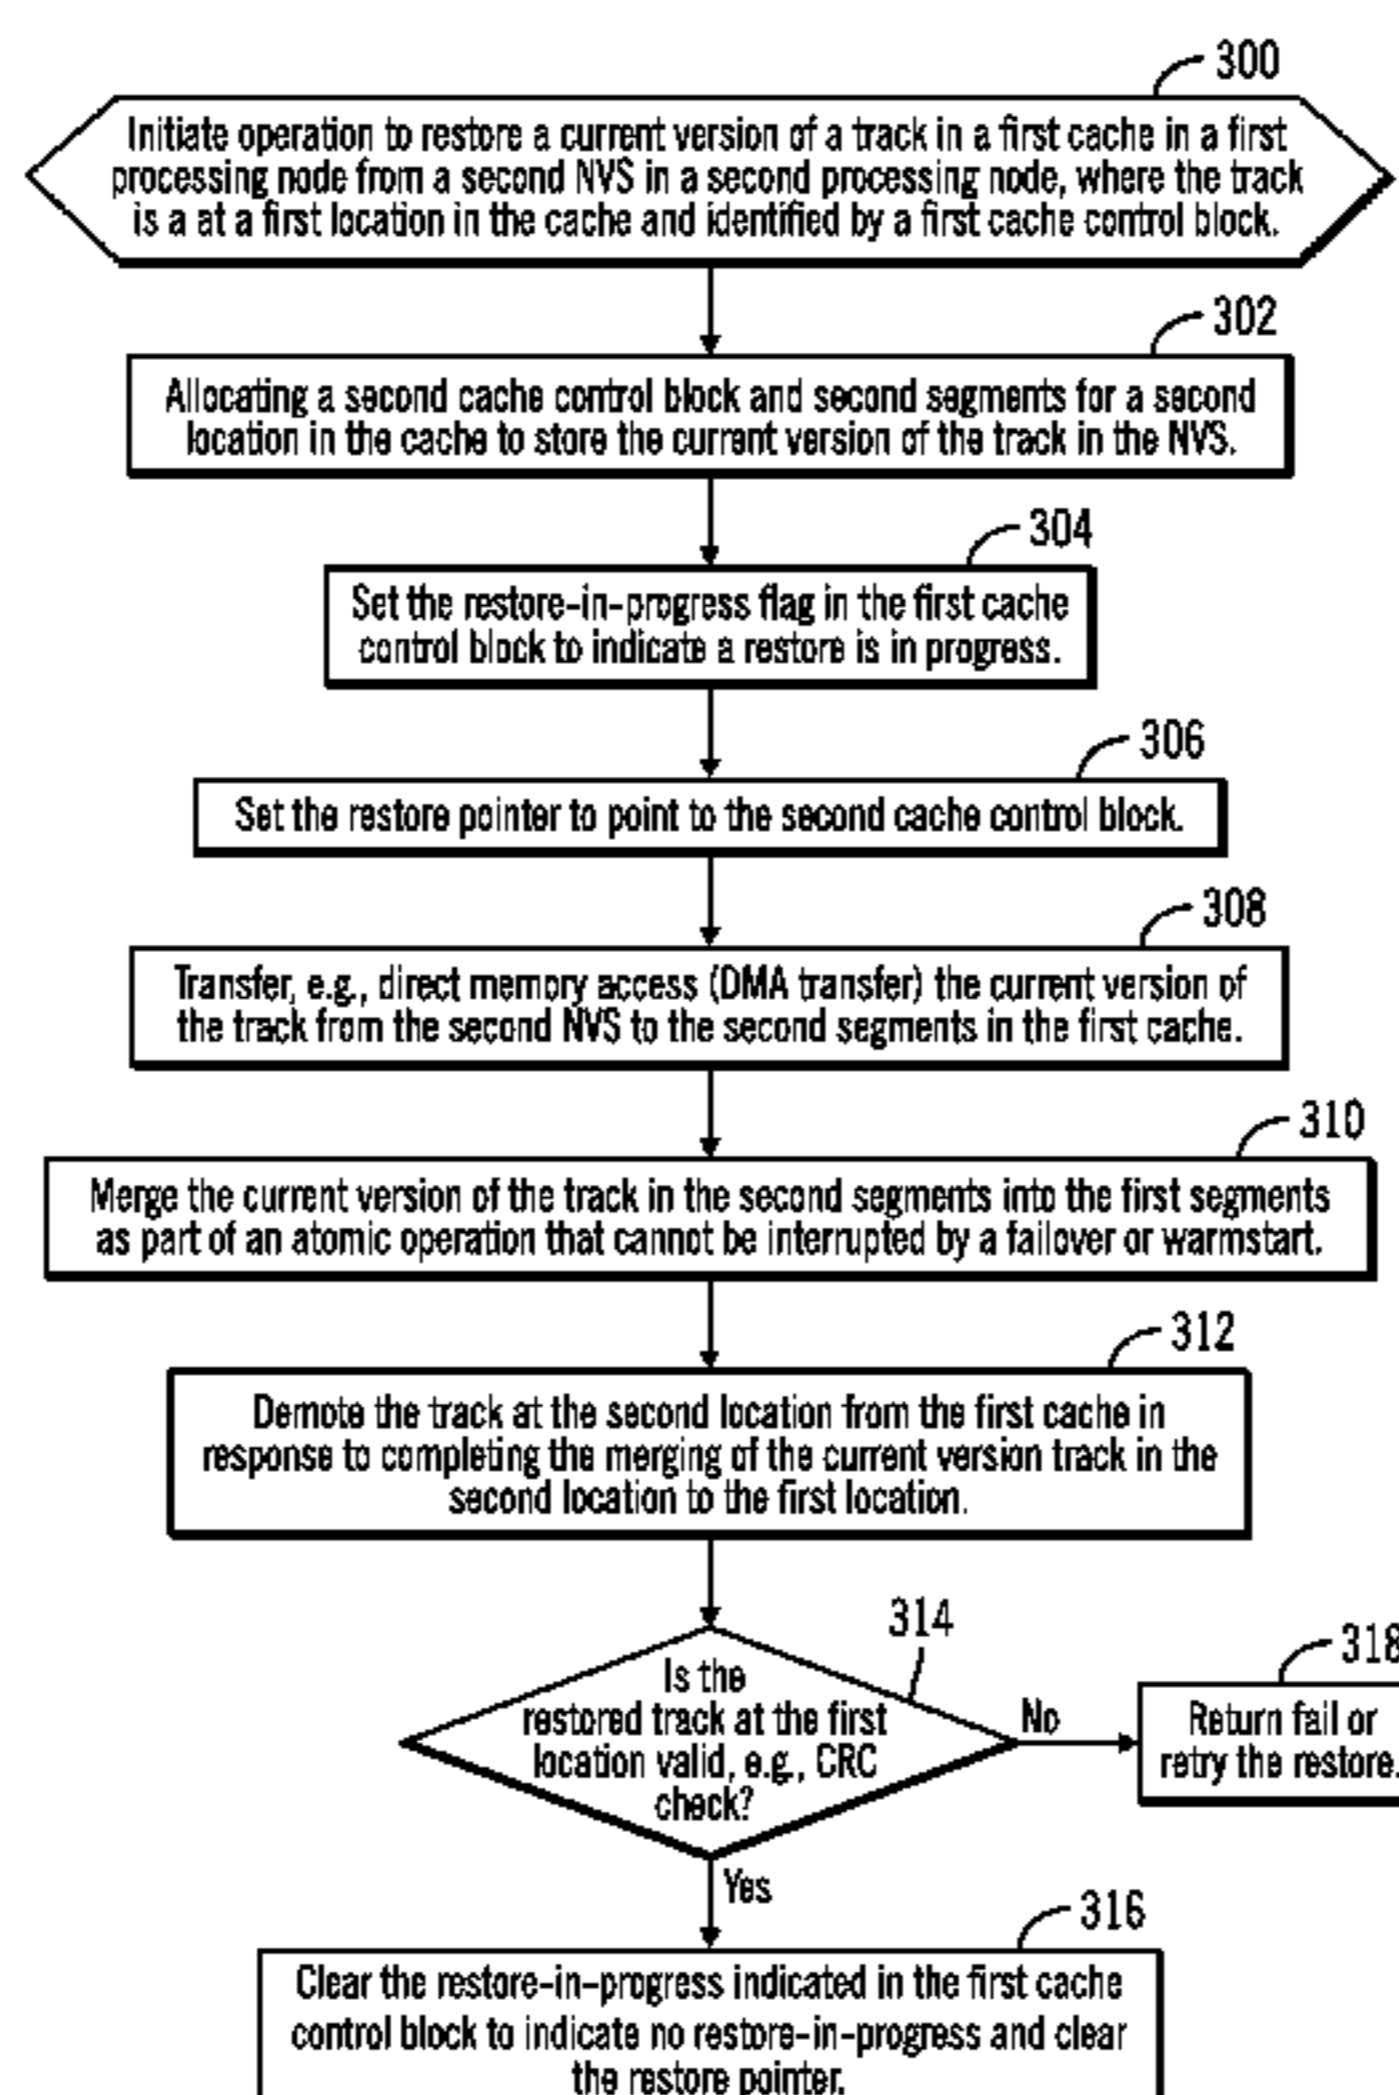 300
Initiate operation to restore a current version of a track in a first cache in a first
processing node from a second NVS in a second processing node, where the track
is a at a first location in the cache and identified by a first cache control block.
302
Allocating a second cache control block and second segments for a second
location in the cache to store the current version of the track in the NVS.
304
Set the restore-in-progress flag in the first cache
control block to indicate a restore is in progress.
306
Set the restore pointer to point to the second cache control block.
308
Transfer, e.g., direct memory access (DMA transfer) the current version of
the track from the second NVS to the second segments in the first cache.
310
Merge the current version of the track in the second segments into the first segments
as part of an atomic operation that cannot be interrupted by a failover or warmstart.
312
Demote the track at the second location from the first cache in
response to completing the merging of the current version track in the
second location to the first location.
314
Is the
restored track at the first
location valid, e.g., CRC
check?
No
318
Return fail or
retry the restore.
Yes
316
Clear the restore-in-progress indicated in the first cache
control block to indicate no restore-in-progress and clear
the restore pointer.